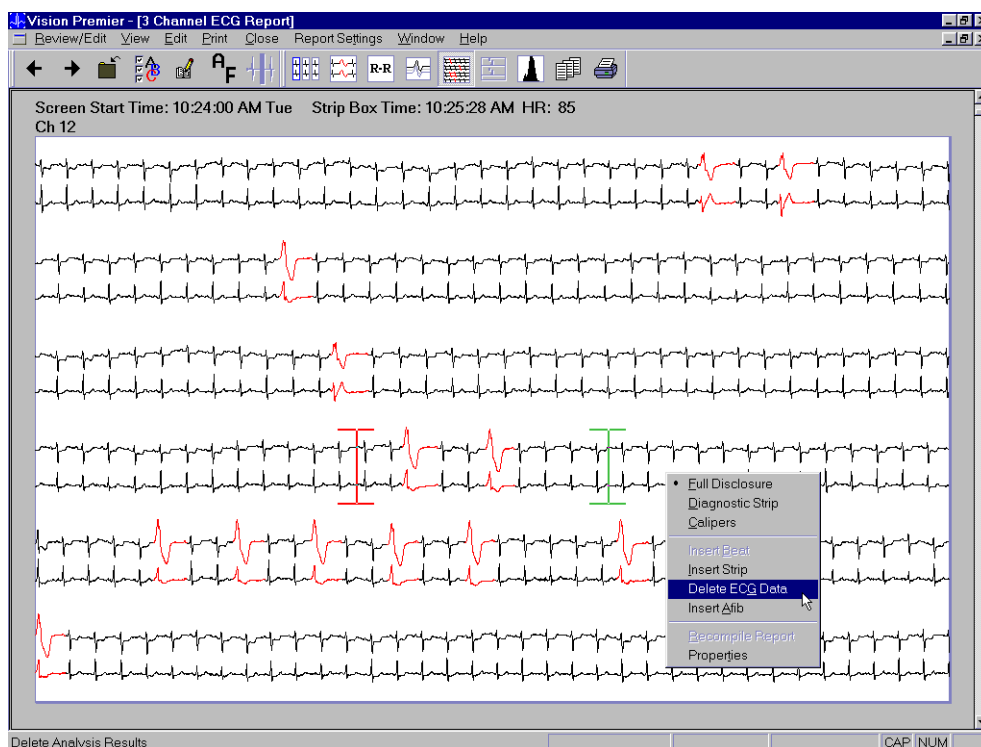 Vision Premier - [3 Channel ECG Report]
Review/Edit View Edit Print Close Report Settings Window Help
ABC AF R-R
Screen Start Time: 10:24:00 AM Tue Strip Box Time: 10:25:28 AM HR: 85
Ch 12
• Full Disclosure
Diagnostic Strip
Calipers
Insert Beat
Insert Strip
Delete ECG Data
Insert Afib
Recompile Report
Properties
Delete Analysis Results CAP NUM